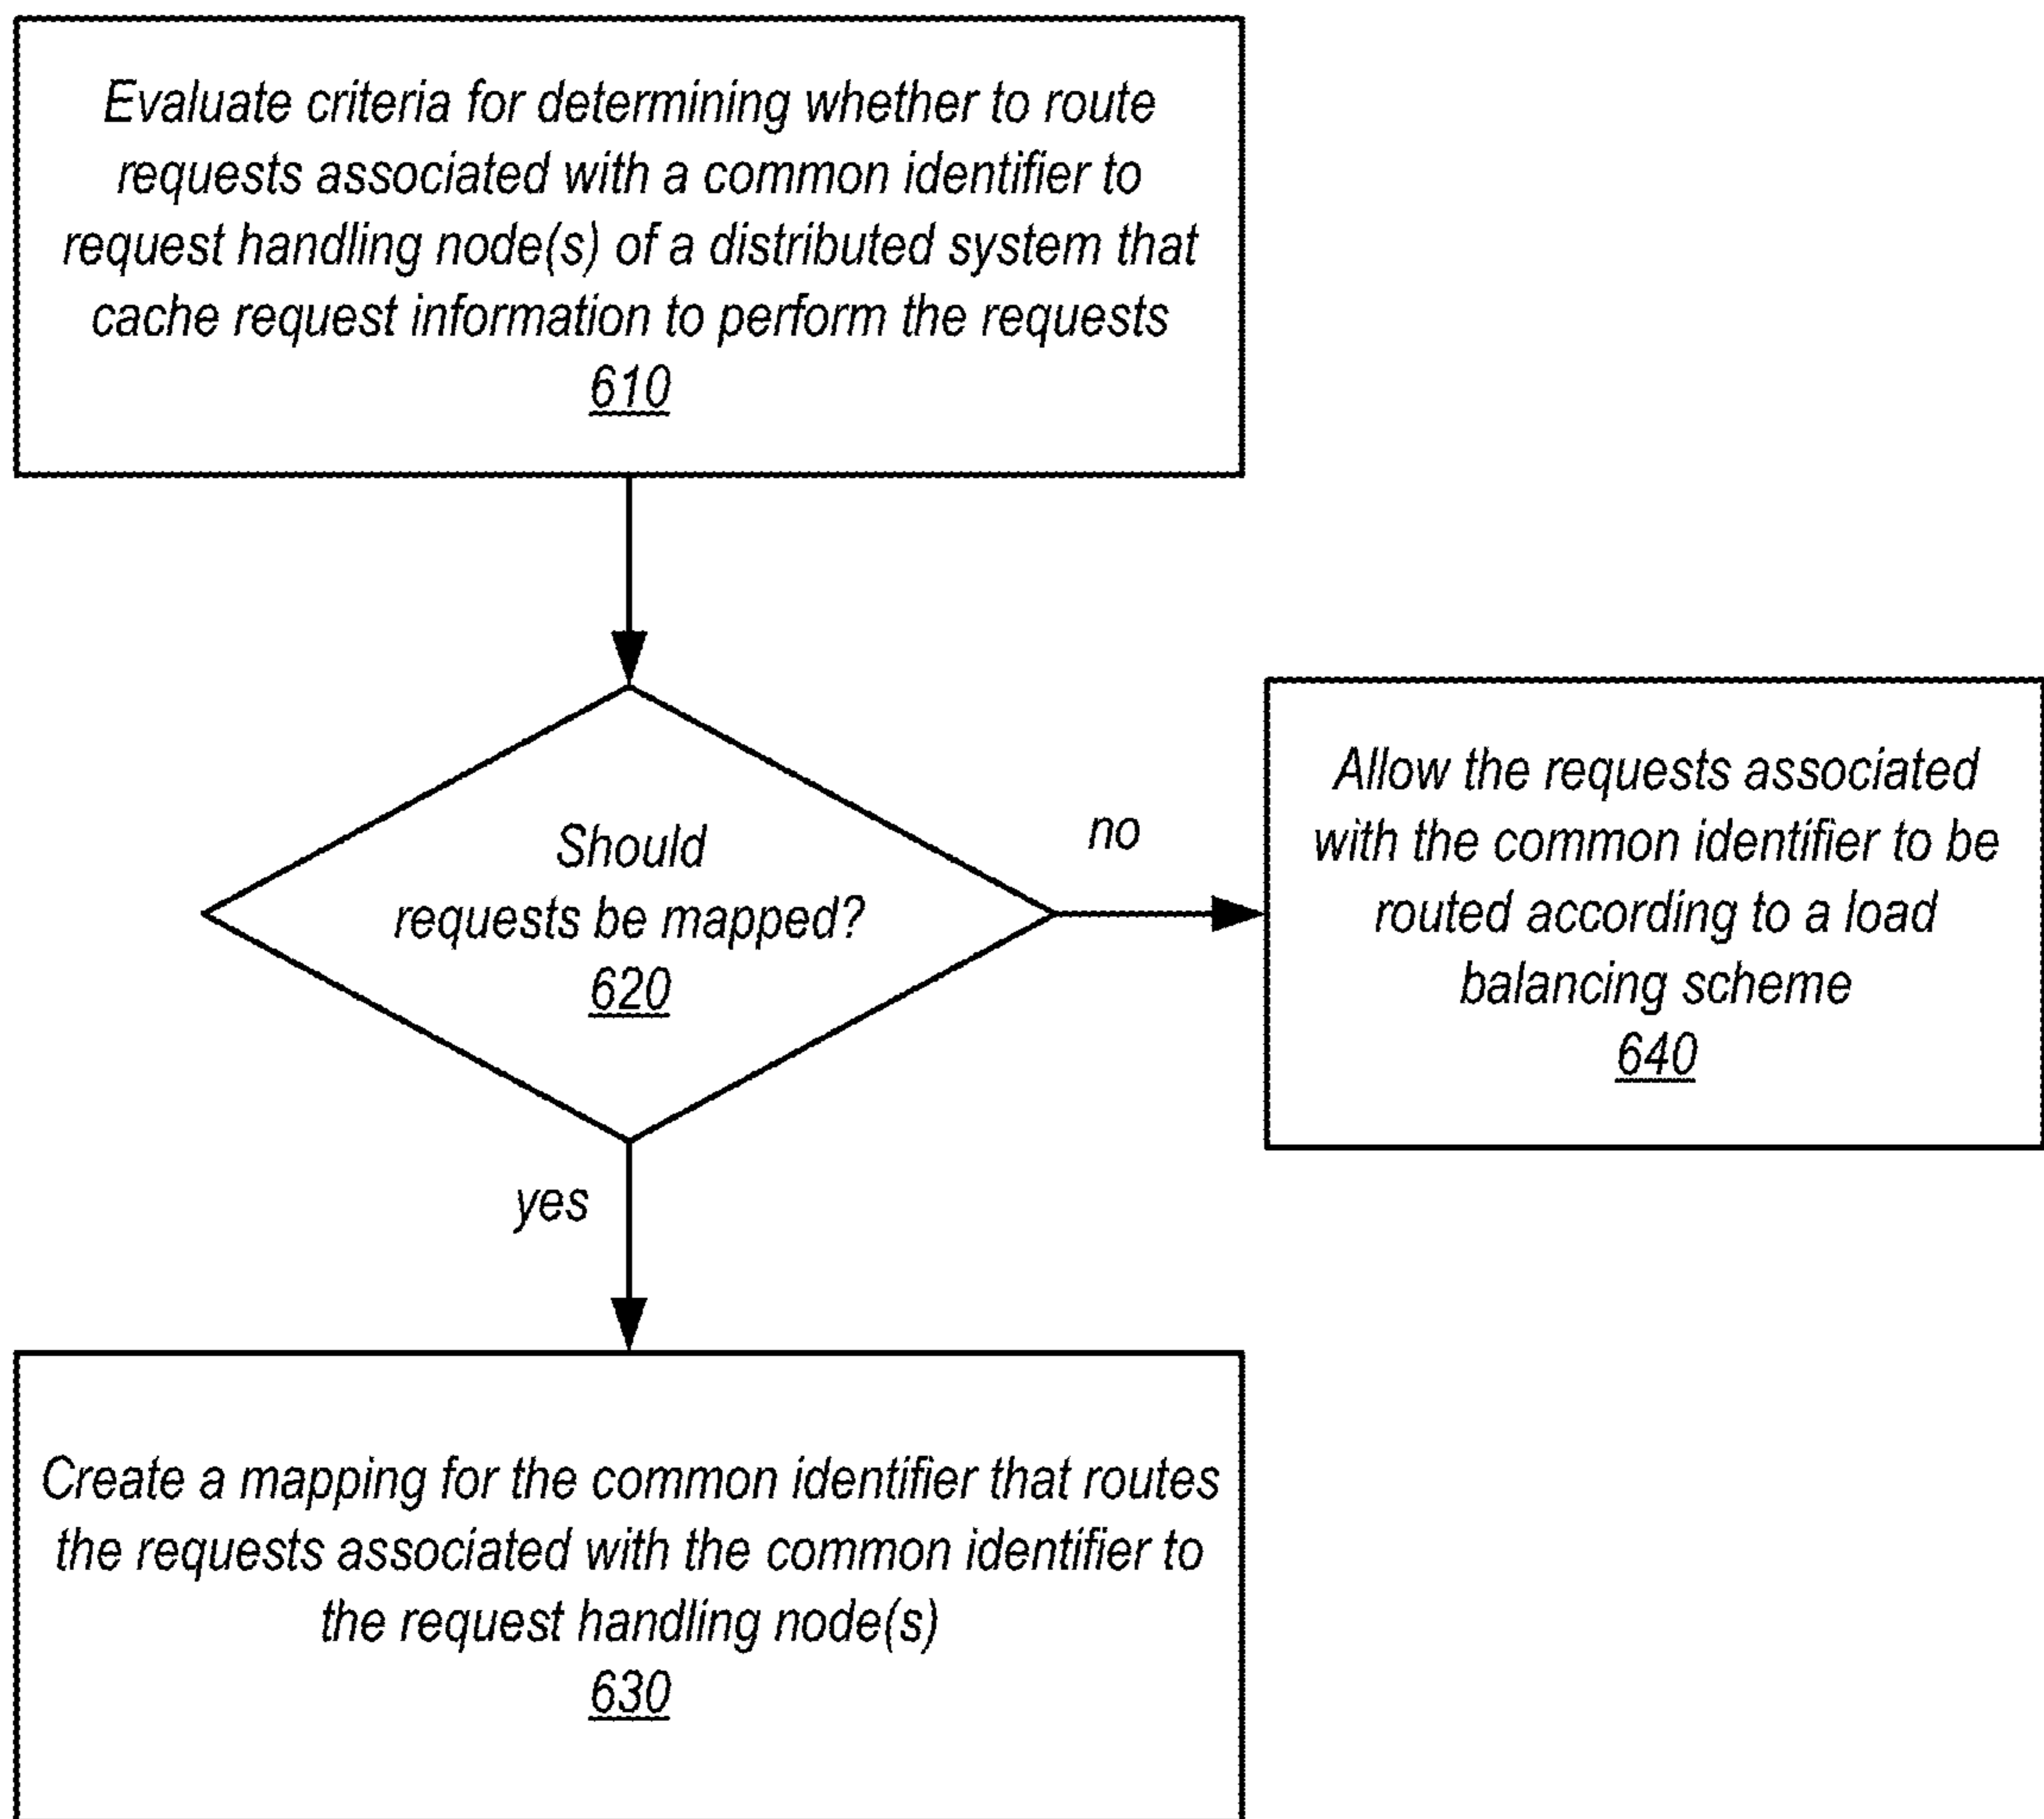 Evaluate criteria for determining whether to route
requests associated with a common identifier to
request handling node(s) of a distributed system that
cache request information to perform the requests
610
Should
requests be mapped?
620
no
Allow the requests associated
with the common identifier to be
routed according to a load
balancing scheme
640
yes
Create a mapping for the common identifier that routes
the requests associated with the common identifier to
the request handling node(s)
630